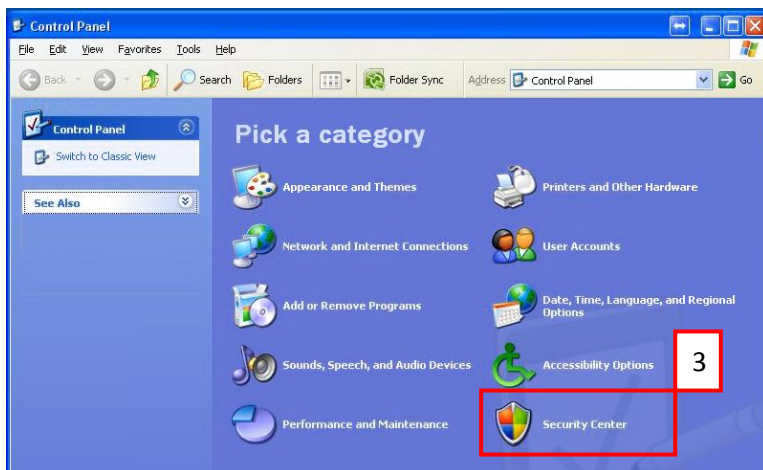 Control Panel
File Edit View Favorites Tools Help
Back Search Folders Folder Sync Address Control Panel Go
Control Panel
Switch to Classic View
See Also
Pick a category
Appearance and Themes
Printers and Other Hardware
Network and Internet Connections
User Accounts
Add or Remove Programs
Date, Time, Language, and Regional
Options
Sounds, Speech, and Audio Devices
Accessibility Options
3
Performance and Maintenance
Security Center